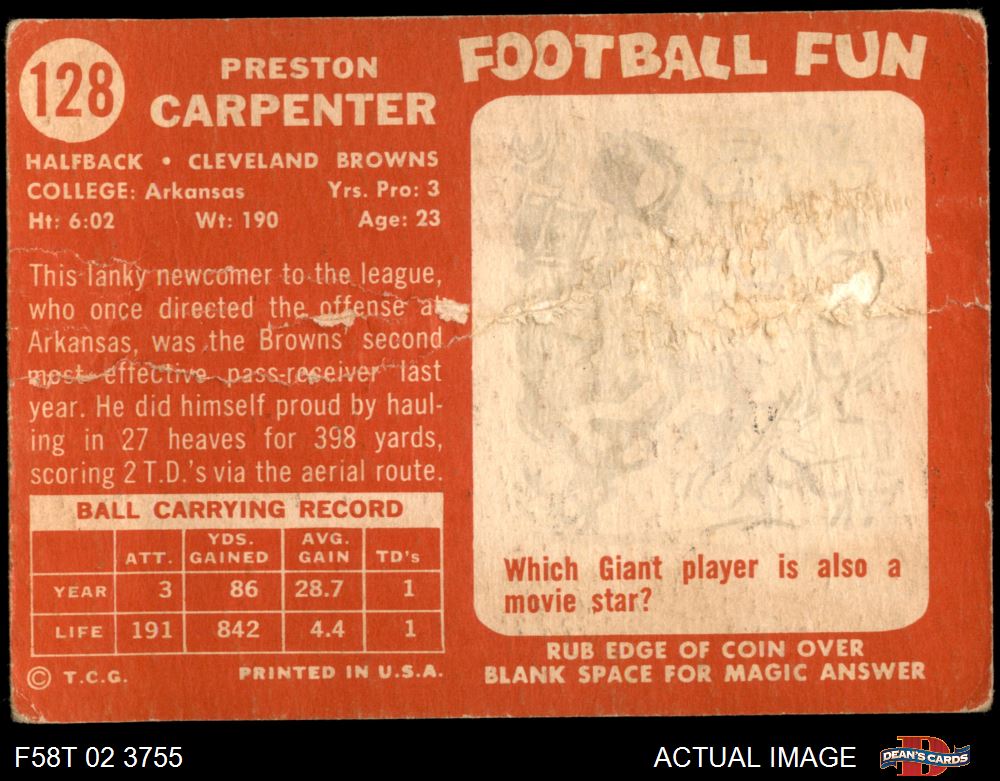 128
PRESTON
CARPENTER
HALFBACK • CLEVELAND BROWNS
COLLEGE: Arkansas Yrs. Pro: 3
Ht: 6:02 Wt: 190 Age: 23
This lanky newcomer to the league,
who once directed the offense at
Arkansas, was the Browns' second
most effective pass-receiver last
year. He did himself proud by haul-
ing in 27 heaves for 398 yards,
scoring 2 T.D.'s via the aerial route.
BALL CARRYING RECORD
ATT. YDS. GAINED AVG. GAIN TD's
YEAR 3 86 28.7 1
LIFE 191 842 4.4 1
© T.C.G. PRINTED IN U.S.A.
FOOTBALL FUN
Which Giant player is also a
movie star?
RUB EDGE OF COIN OVER
BLANK SPACE FOR MAGIC ANSWER
F58T 02 3755 ACTUAL IMAGE DEAN'S CARDS